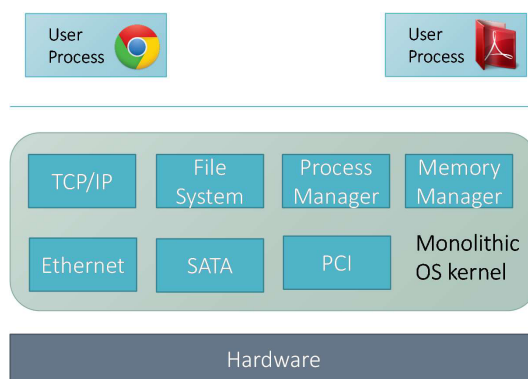 User
Process
User
Process
TCP/IP
File
System
Process
Manager
Memory
Manager
Ethernet
SATA
PCI
Monolithic
OS kernel
Hardware